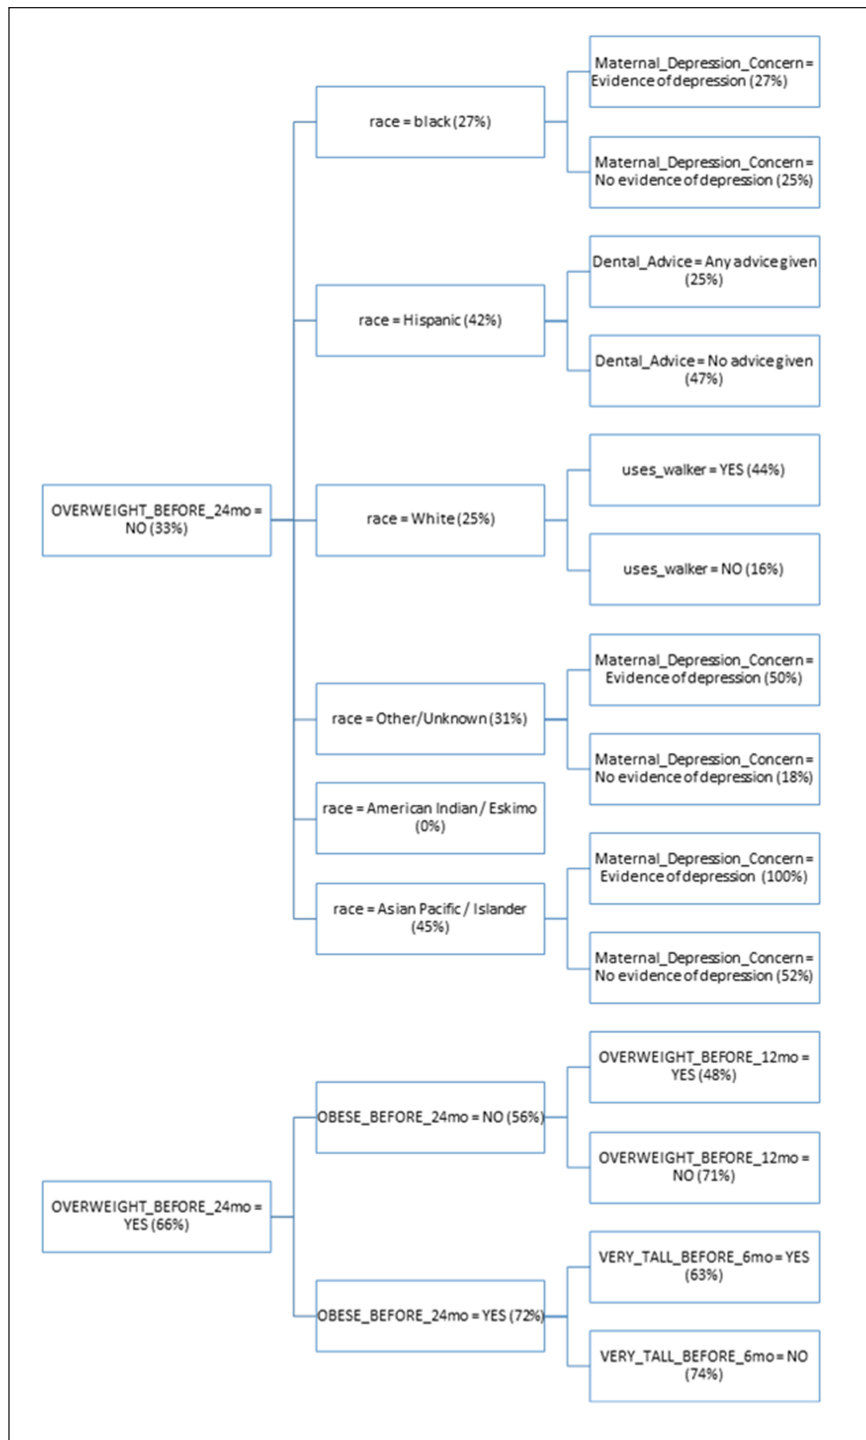 Maternal_Depression_Concern =
Evidence of depression (27%)
race = black (27%)
Maternal_Depression_Concern =
No evidence of depression (25%)
Dental_Advice = Any advice given
(25%)
race = Hispanic (42%)
Dental_Advice = No advice given
(47%)
uses_walker = YES (44%)
OVERWEIGHT_BEFORE_24mo =
NO (33%)
race = White (25%)
uses_walker = NO (16%)
Maternal_Depression_Concern =
Evidence of depression (50%)
race = Other/Unknown (31%)
Maternal_Depression_Concern =
No evidence of depression (18%)
race = American Indian / Eskimo
(0%)
Maternal_Depression_Concern =
Evidence of depression (100%)
race = Asian Pacific / Islander
(45%)
Maternal_Depression_Concern =
No evidence of depression (52%)
OVERWEIGHT_BEFORE_12mo =
YES (48%)
OBESE_BEFORE_24mo = NO (56%)
OVERWEIGHT_BEFORE_12mo =
NO (71%)
OVERWEIGHT_BEFORE_24mo =
YES (66%)
VERY_TALL_BEFORE_6mo = YES
(63%)
OBESE_BEFORE_24mo = YES (72%)
VERY_TALL_BEFORE_6mo = NO
(74%)